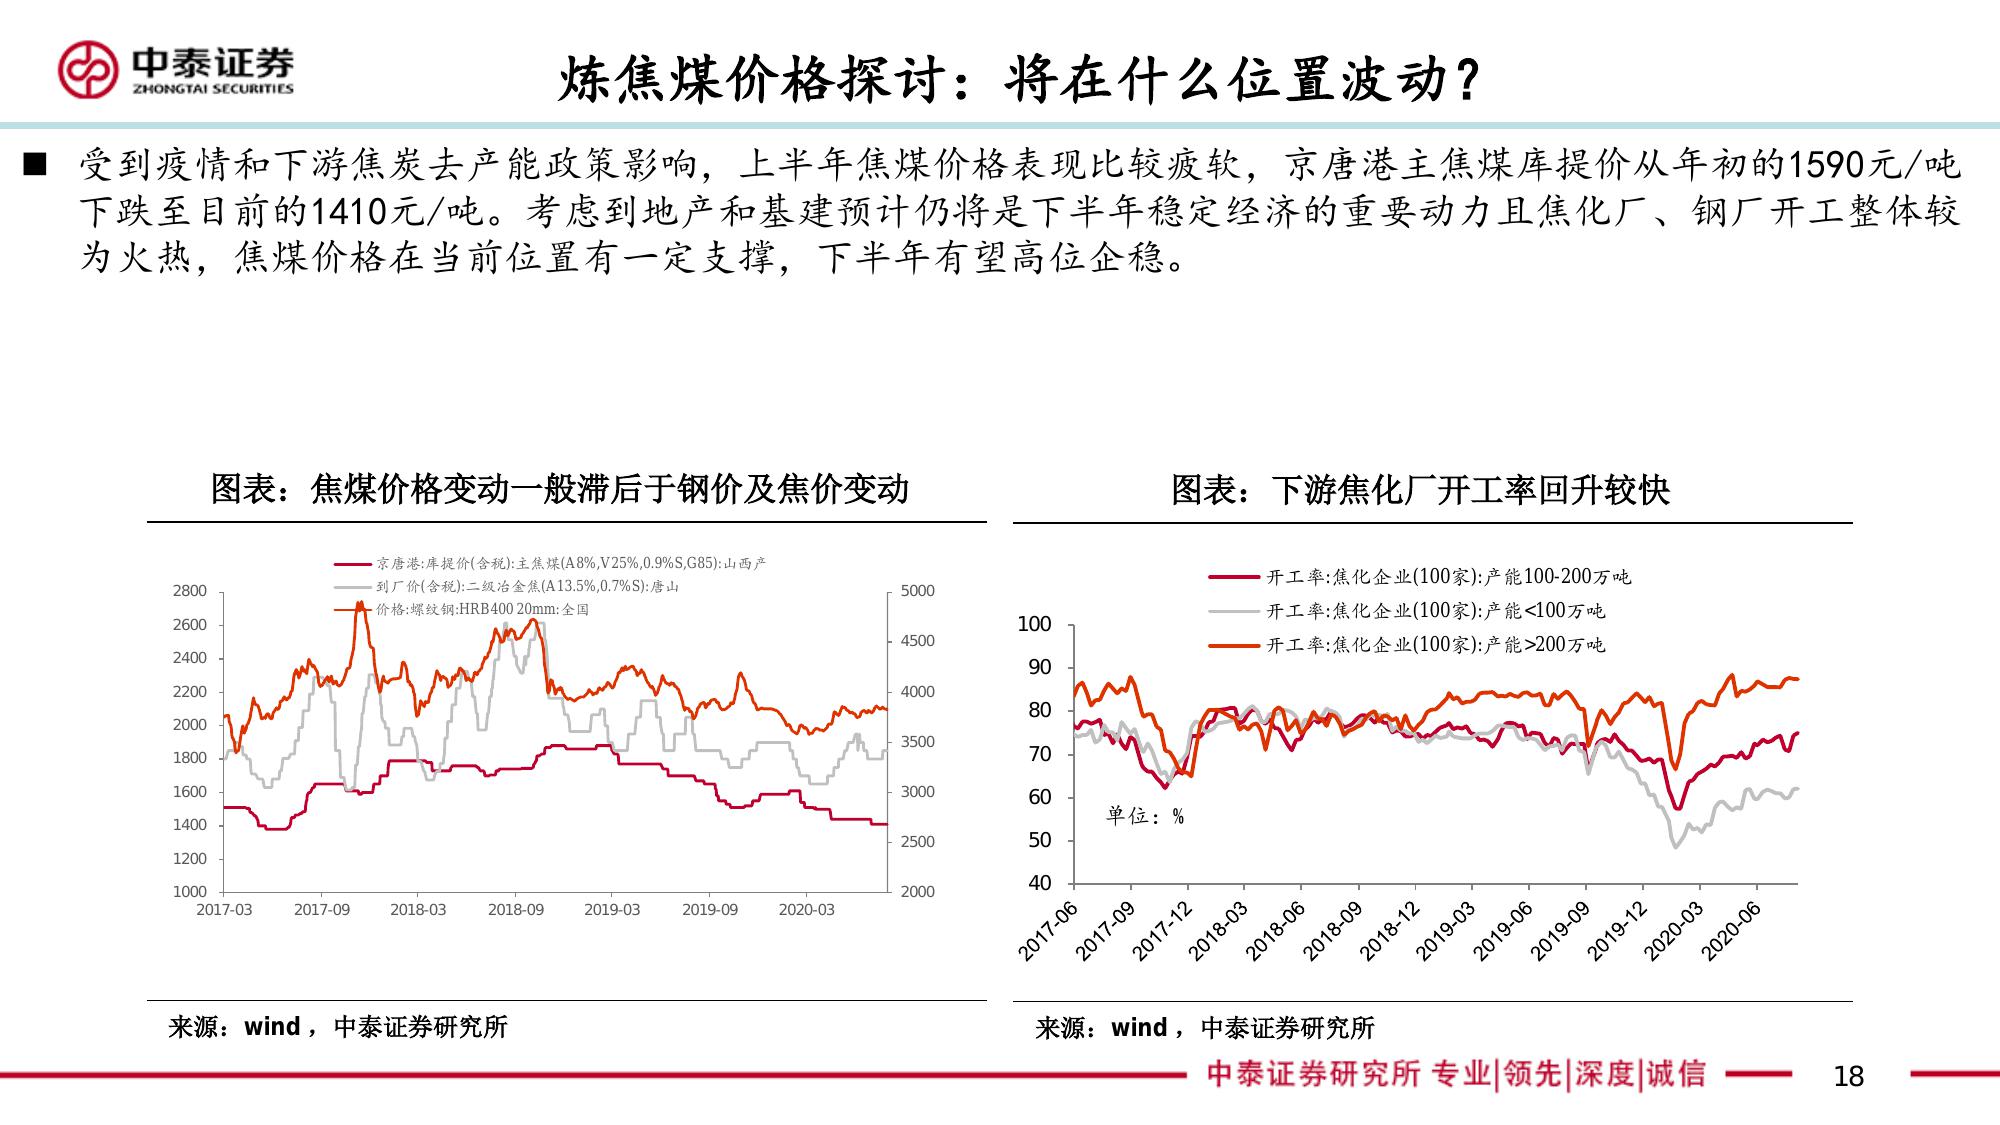 中泰证券
ZHONGTAI SECURITIES
炼焦煤价格探讨：将在什么位置波动？
■ 受到疫情和下游焦炭去产能政策影响，上半年焦煤价格表现比较疲软，京唐港主焦煤库提价从年初的1590元/吨
下跌至目前的1410元/吨。考虑到地产和基建预计仍将是下半年稳定经济的重要动力且焦化厂、钢厂开工整体较
为火热，焦煤价格在当前位置有一定支撑，下半年有望高位企稳。
图表：焦煤价格变动一般滞后于钢价及焦价变动
京唐港:库提价(含税):主焦煤(A8%,V25%,0.9%S,G85):山西产
到厂价(含税):二级冶金焦(A13.5%,0.7%S):唐山
价格:螺纹钢:HRB400 20mm:全国
2800
2600
2400
2200
2000
1800
1600
1400
1200
1000
5000
4500
4000
3500
3000
2500
2000
2017-03 2017-09 2018-03 2018-09 2019-03 2019-09 2020-03
来源：wind ，中泰证券研究所
图表：下游焦化厂开工率回升较快
开工率:焦化企业(100家):产能100-200万吨
开工率:焦化企业(100家):产能<100万吨
开工率:焦化企业(100家):产能>200万吨
100
90
80
70
60
50
40
单位：%
2017-06 2017-09 2017-12 2018-03 2018-06 2018-09 2018-12 2019-03 2019-06 2019-09 2019-12 2020-03 2020-06
来源：wind ，中泰证券研究所
中泰证券研究所 专业|领先|深度|诚信
18